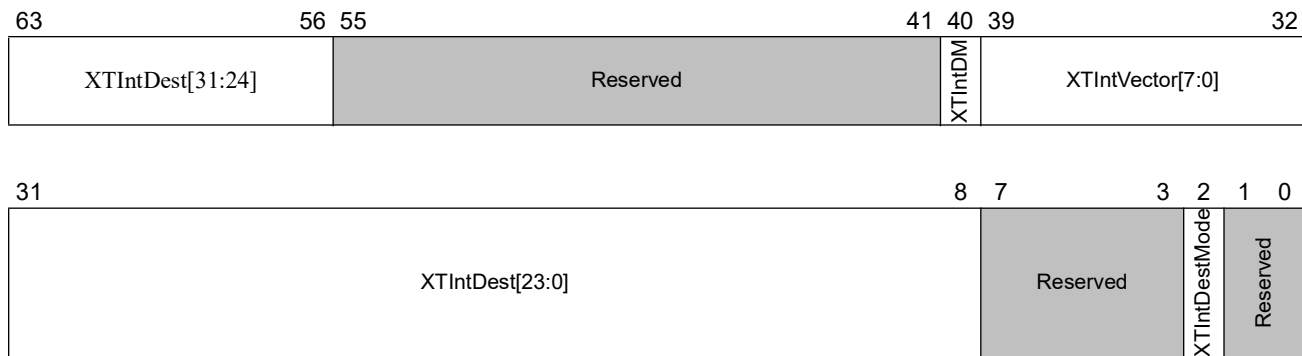 63 56 55 41 40 39 32
XTIntDest[31:24] Reserved XTIntDM XTIntVector[7:0]
31 8 7 3 2 1 0
XTIntDest[23:0] Reserved XTIntDestMode Reserved